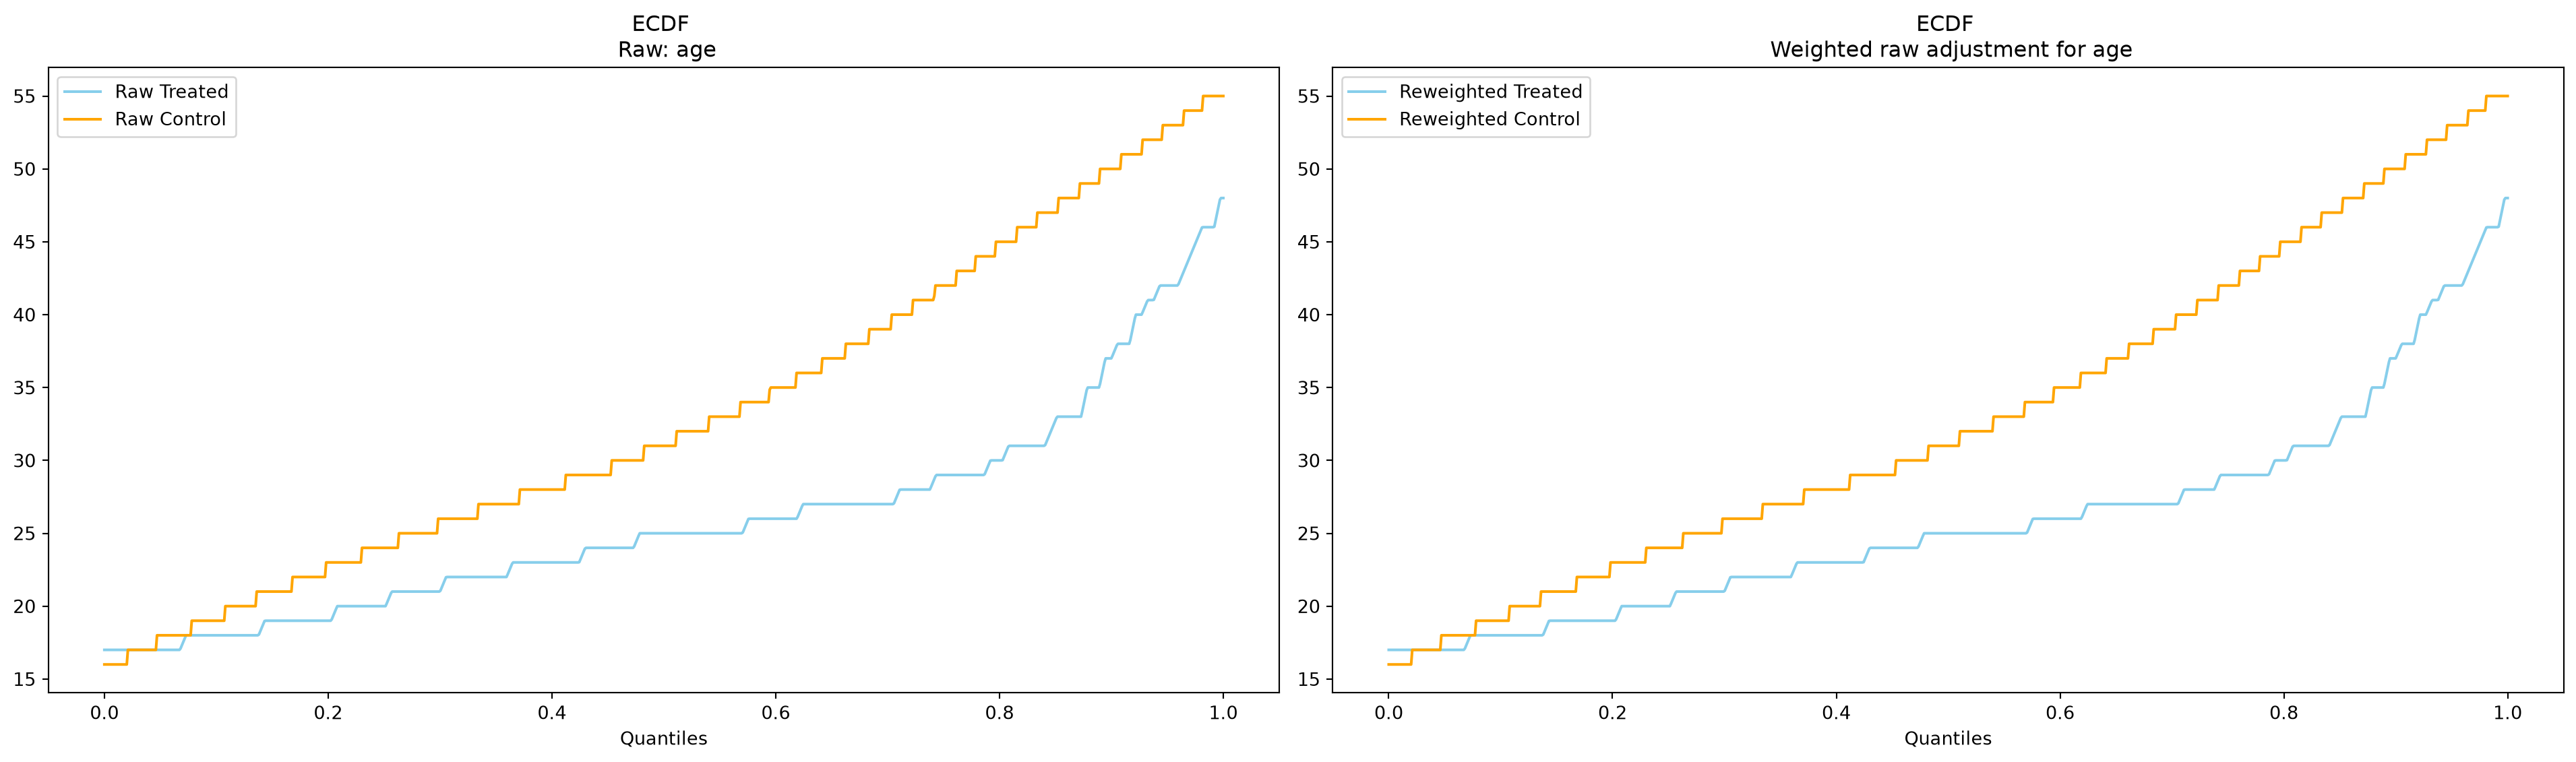 ECDF
Raw: age
Raw Treated
Raw Control
55
50
45
40
35
30
25
20
15
0.0 0.2 0.4 0.6 0.8 1.0
Quantiles
ECDF
Weighted raw adjustment for age
Reweighted Treated
Reweighted Control
55
50
45
40
35
30
25
20
15
0.0 0.2 0.4 0.6 0.8 1.0
Quantiles